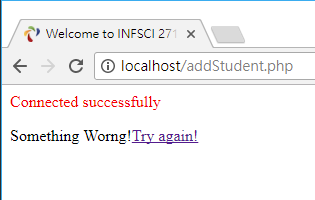 Welcome to INFSCI 271
localhost/addStudent.php
Connected successfully
Something Worng!Try again!